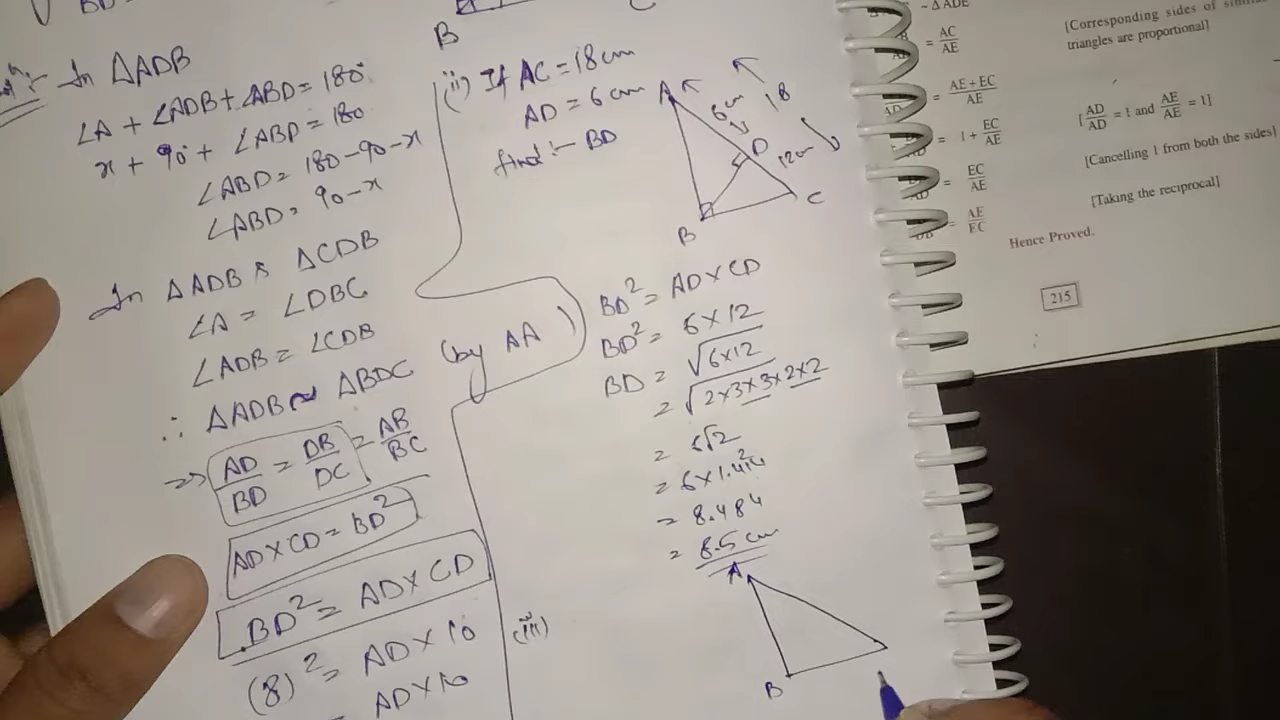 BD
In ΔADB
∠A + ∠ADB + ∠ABD = 180°
x + 90° + ∠ABD = 180
∠ABD = 180-90-x
∠ABD = 90-x
In ΔADB & ΔCDB
∠A = ∠DBC
∠ADB = ∠CDB
(by AA)
∴ ΔADB ~ ΔBDC
=> AD/BD = DB/DC = AB/BC
AD×CD = BD²
BD² = AD×CD
(8)² = AD×10
AD×10
B
C
(ii) If AC = 18 cm
AD = 6 cm
find :- BD
A
6 cm
18
D
12cm
C
B
BD² = AD×CD
BD² = 6×12
BD = √6×12
= √2×3×3×2×2
= 6√2
= 6×1.414
= 8.484
= 8.5 cm
(iii)
A
B
~ ΔADE
= AC/AE
[Corresponding sides of
triangles are proportional]
= AE+EC/AE
[AD/AD = 1 and AE/AE = 1]
= 1 + EC/AE
[Cancelling 1 from both the sides]
= EC/AE
[Taking the reciprocal]
= AE/EC
Hence Proved.
215